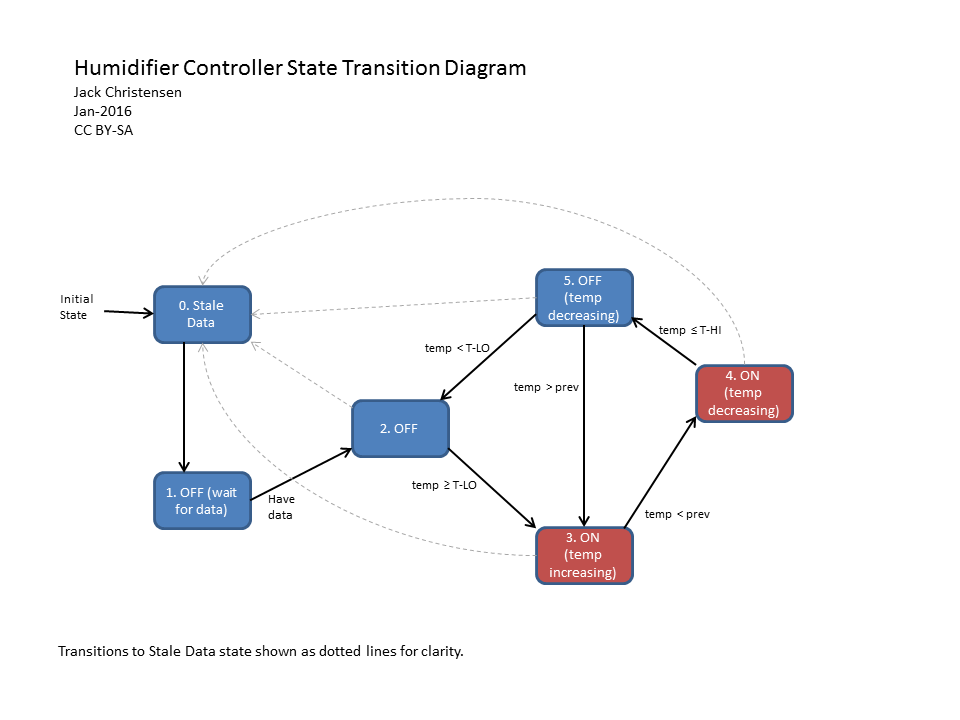 Humidifier Controller State Transition Diagram
Jack Christensen
Jan-2016
CC BY-SA
Initial
State
0. Stale
Data
5. OFF
(temp
decreasing)
temp ≤ T-HI
temp < T-LO
temp > prev
4. ON
(temp
decreasing)
2. OFF
temp ≥ T-LO
1. OFF (wait
for data)
Have
data
temp < prev
3. ON
(temp
increasing)
Transitions to Stale Data state shown as dotted lines for clarity.